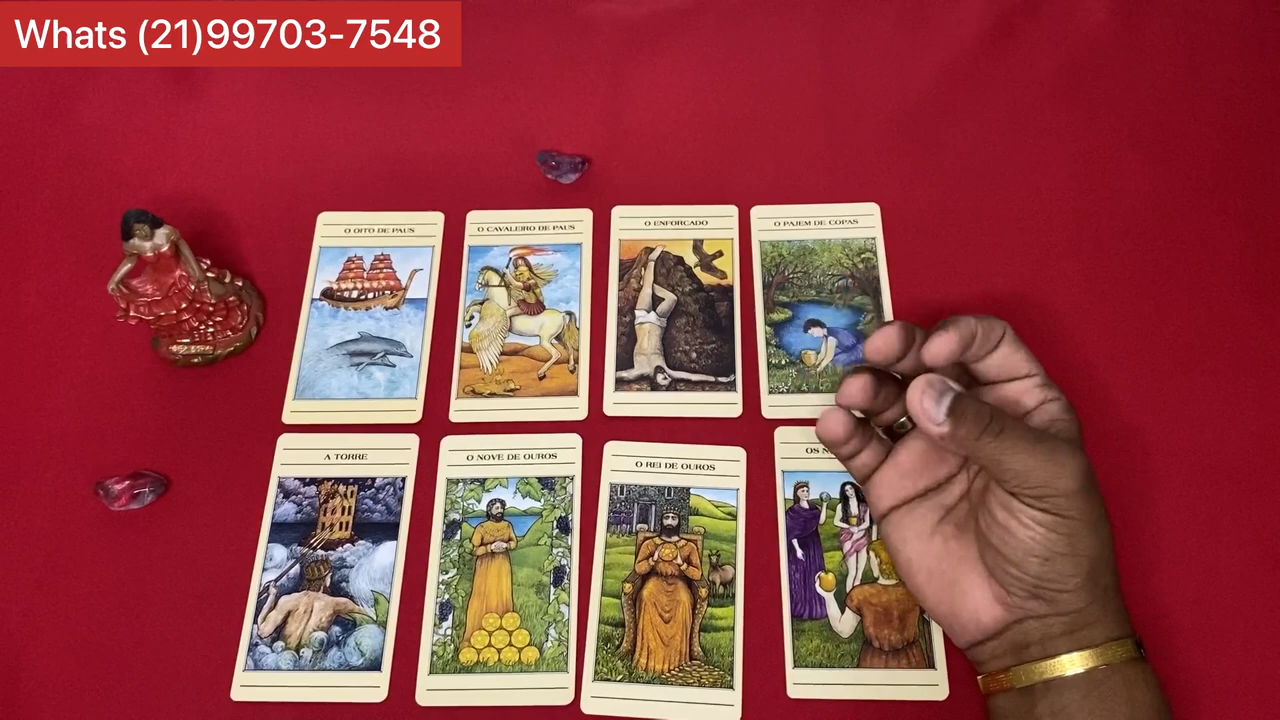 Whats (21)99703-7548
O OITO DE PAUS
O CAVALEIRO DE PAUS
O ENFORCADO
O PAJEM DE COPAS
A TORRE
O NOVE DE OUROS
O REI DE OUROS
OS